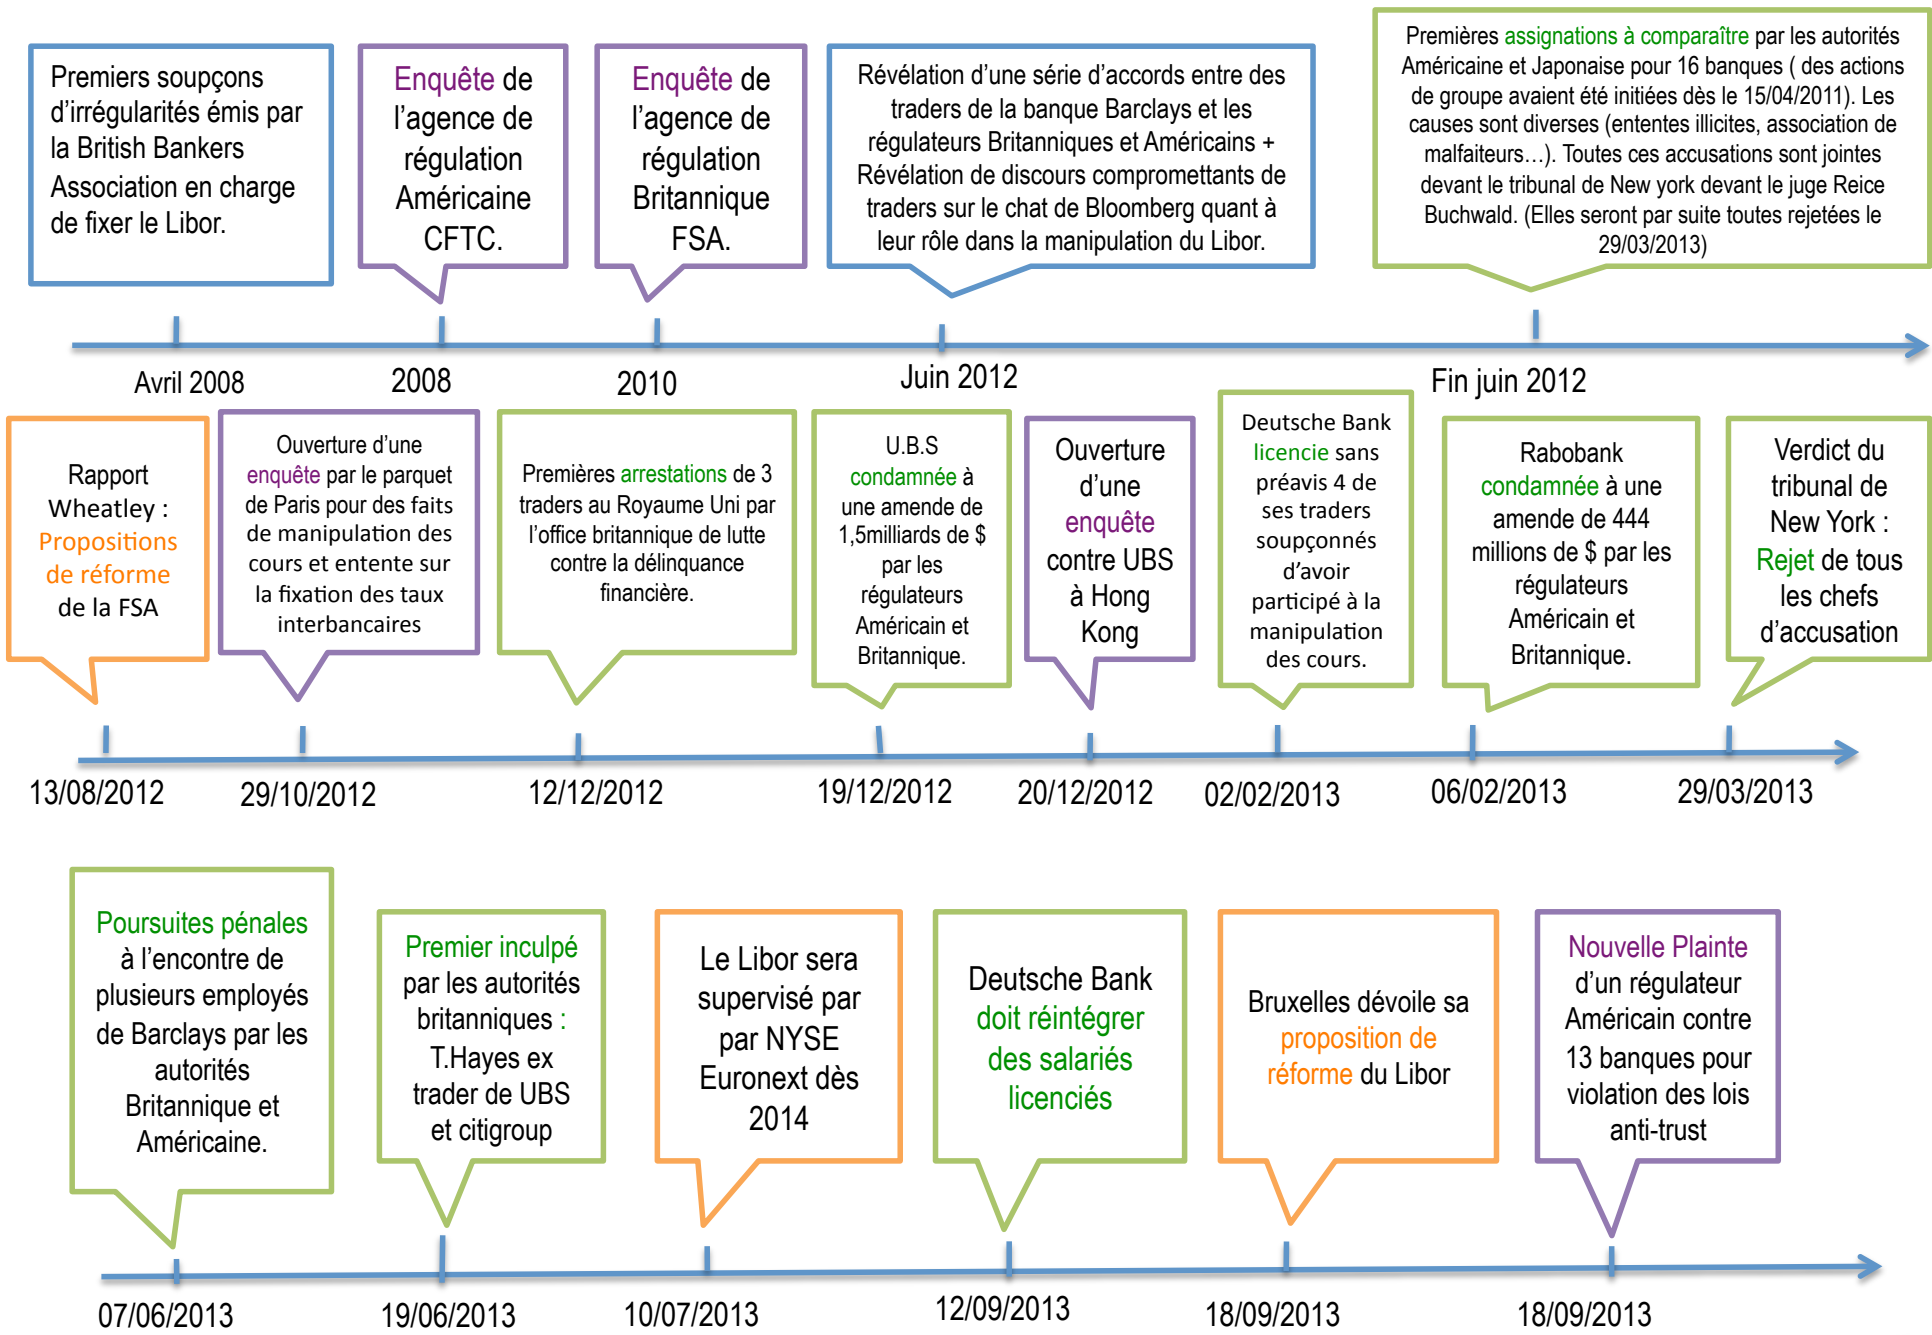 Premiers soupçons
d’irrégularités émis par
la British Bankers
Association en charge
de fixer le Libor.
Enquête de
l’agence de
régulation
Américaine
CFTC.
Enquête de
l’agence de
régulation
Britannique
FSA.
Révélation d’une série d’accords entre des
traders de la banque Barclays et les
régulateurs Britanniques et Américains +
Révélation de discours compromettants de
traders sur le chat de Bloomberg quant à
leur rôle dans la manipulation du Libor.
Premières assignations à comparaître par les autorités
Américaine et Japonaise pour 16 banques ( des actions
de groupe avaient été initiées dès le 15/04/2011). Les
causes sont diverses (ententes illicites, association de
malfaiteurs…). Toutes ces accusations sont jointes
devant le tribunal de New york devant le juge Reice
Buchwald. (Elles seront par suite toutes rejetées le
29/03/2013)
Avril 2008
2008
2010
Juin 2012
Fin juin 2012
Rapport
Wheatley :
Propositions
de réforme
de la FSA
Ouverture d’une
enquête par le parquet
de Paris pour des faits
de manipulation des
cours et entente sur
la fixation des taux
interbancaires
Premières arrestations de 3
traders au Royaume Uni par
l’office britannique de lutte
contre la délinquance
financière.
U.B.S
condamnée à
une amende de
1,5milliards de $
par les
régulateurs
Américain et
Britannique.
Ouverture
d’une
enquête
contre UBS
à Hong
Kong
Deutsche Bank
licencie sans
préavis 4 de
ses traders
soupçonnés
d’avoir
participé à la
manipulation
des cours.
Rabobank
condamnée à une
amende de 444
millions de $ par les
régulateurs
Américain et
Britannique.
Verdict du
tribunal de
New York :
Rejet de tous
les chefs
d’accusation
13/08/2012
29/10/2012
12/12/2012
19/12/2012
20/12/2012
02/02/2013
06/02/2013
29/03/2013
Poursuites pénales
à l’encontre de
plusieurs employés
de Barclays par les
autorités
Britannique et
Américaine.
Premier inculpé
par les autorités
britanniques :
T.Hayes ex
trader de UBS
et citigroup
Le Libor sera
supervisé par
par NYSE
Euronext dès
2014
Deutsche Bank
doit réintégrer
des salariés
licenciés
Bruxelles dévoile sa
proposition de
réforme du Libor
Nouvelle Plainte
d’un régulateur
Américain contre
13 banques pour
violation des lois
anti-trust
07/06/2013
19/06/2013
10/07/2013
12/09/2013
18/09/2013
18/09/2013